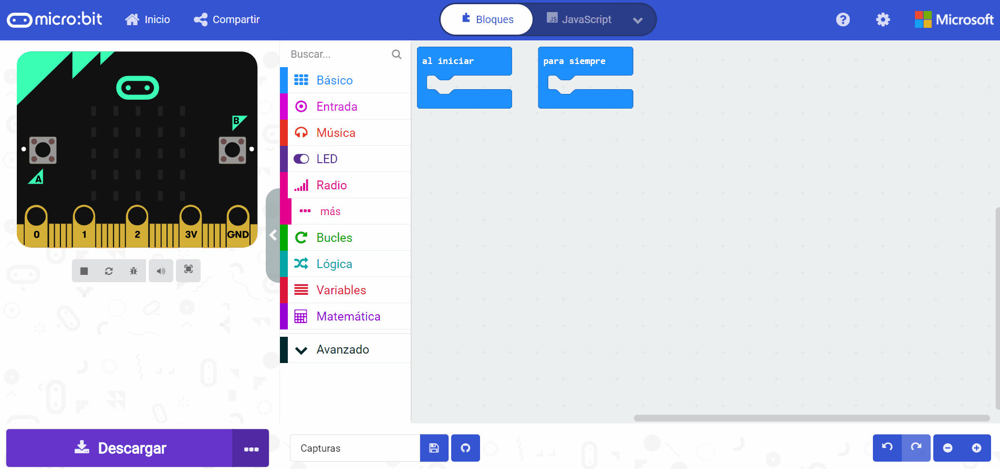 micro:bit
Inicio
Compartir
Bloques
JS JavaScript
Microsoft
B
A
0 1 2 3V GND
Buscar...
Básico
Entrada
Música
LED
Radio
más
Bucles
Lógica
Variables
Matemática
Avanzado
al iniciar
para siempre
Descargar
Capturas